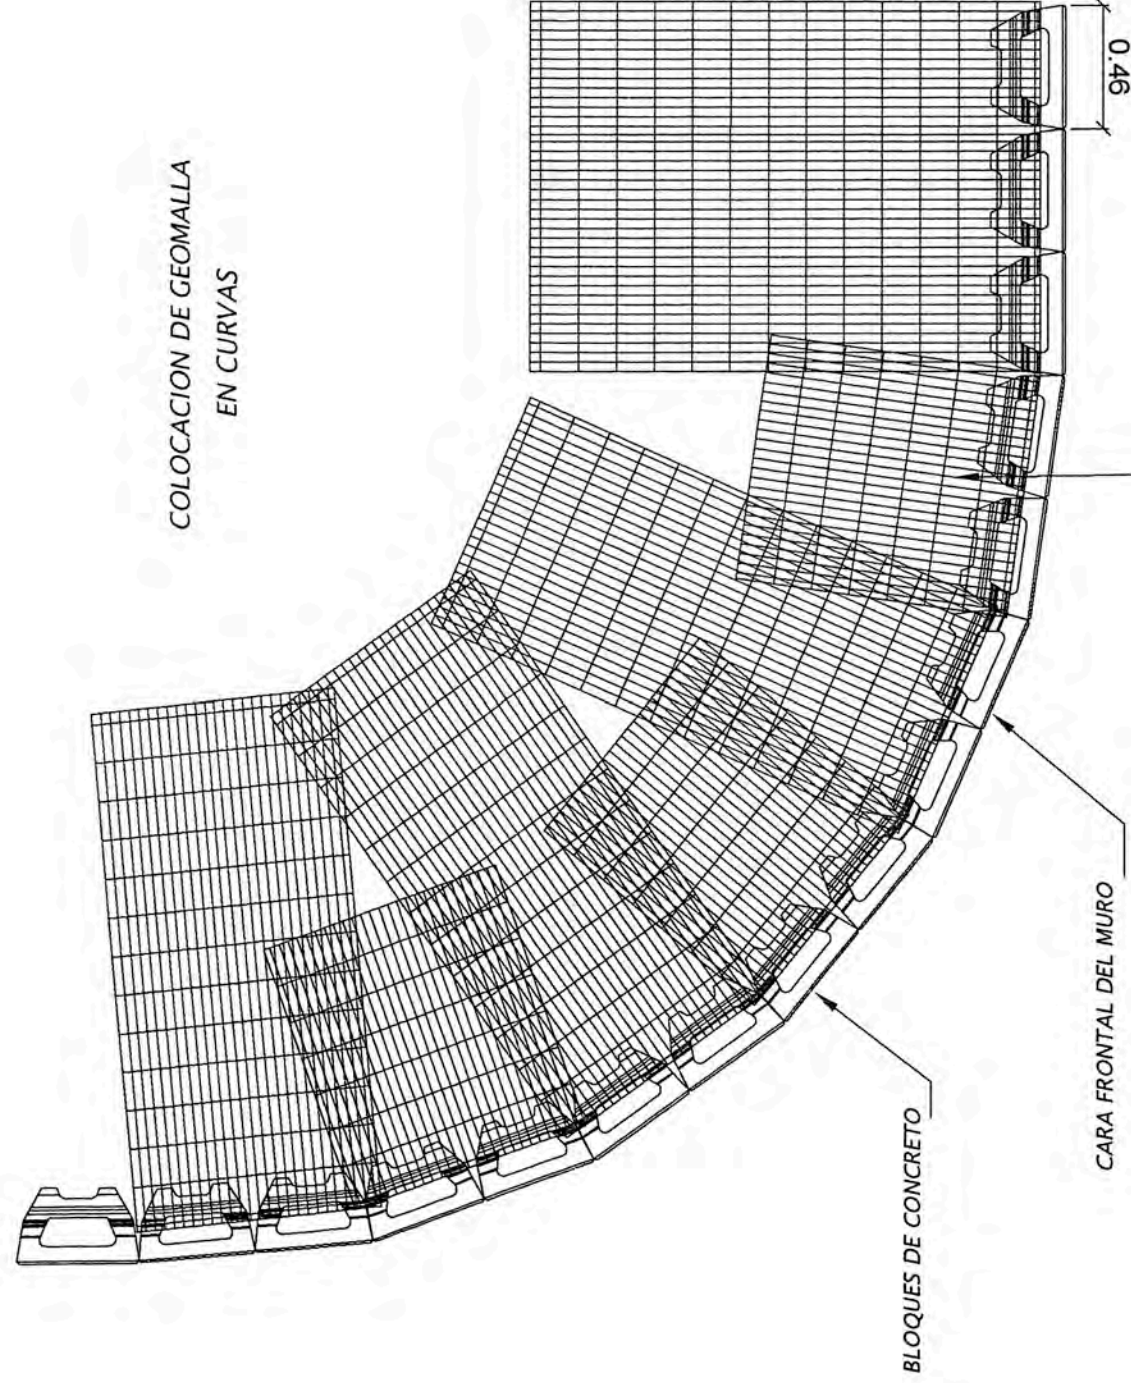 COLOCACION DE GEOMALLA
EN CURVAS
0.46
CARA FRONTAL DEL MURO
BLOQUES DE CONCRETO